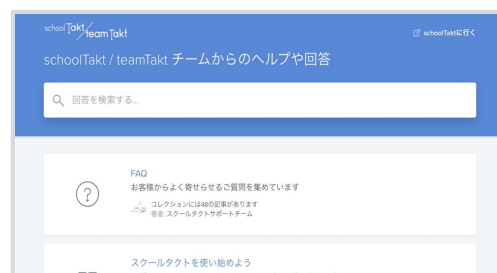 schoolTakt/teamTakt
schoolTaktに行く
schoolTakt / teamTakt チームからのヘルプや回答
回答を検索する...
FAQ
お客様からよく寄せらせるご質問を集めています
コレクションには48の記事があります
著者: スクールタクトサポートチーム
スクールタクトを使い始めよう